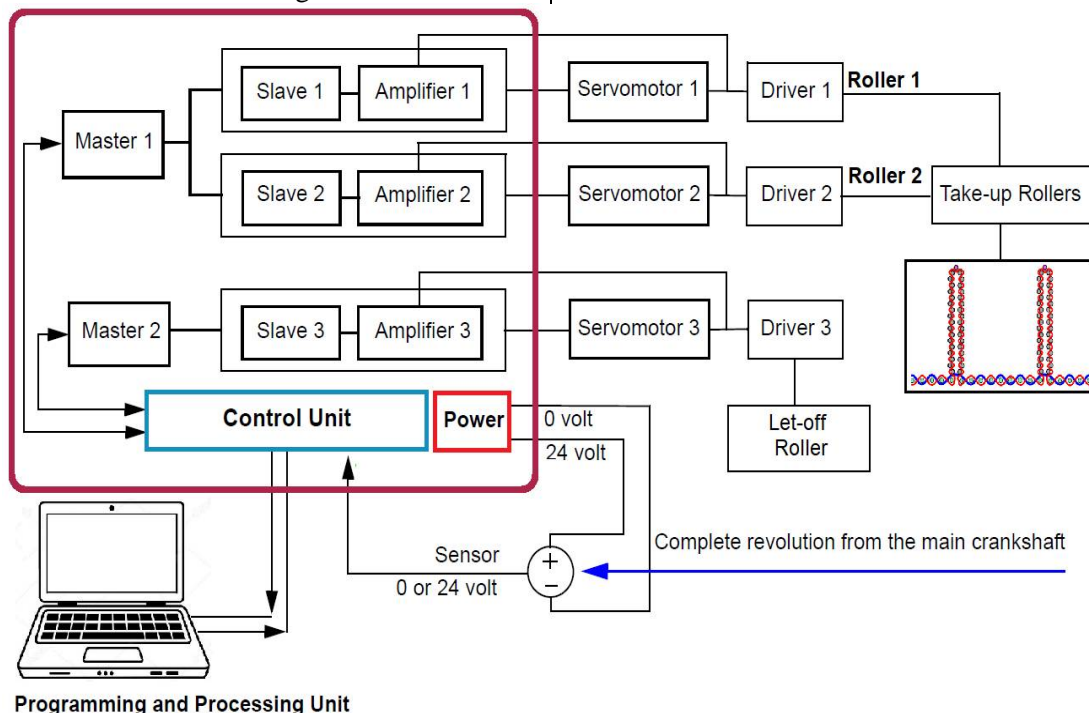 Slave 1
Amplifier 1
Servomotor 1
Driver 1
Roller 1
Master 1
Slave 2
Amplifier 2
Servomotor 2
Driver 2
Roller 2
Take-up Rollers
Master 2
Slave 3
Amplifier 3
Servomotor 3
Driver 3
Control Unit
Power
0 volt
24 volt
Let-off
Roller
Sensor
0 or 24 volt
+
−
Complete revolution from the main crankshaft
Programming and Processing Unit